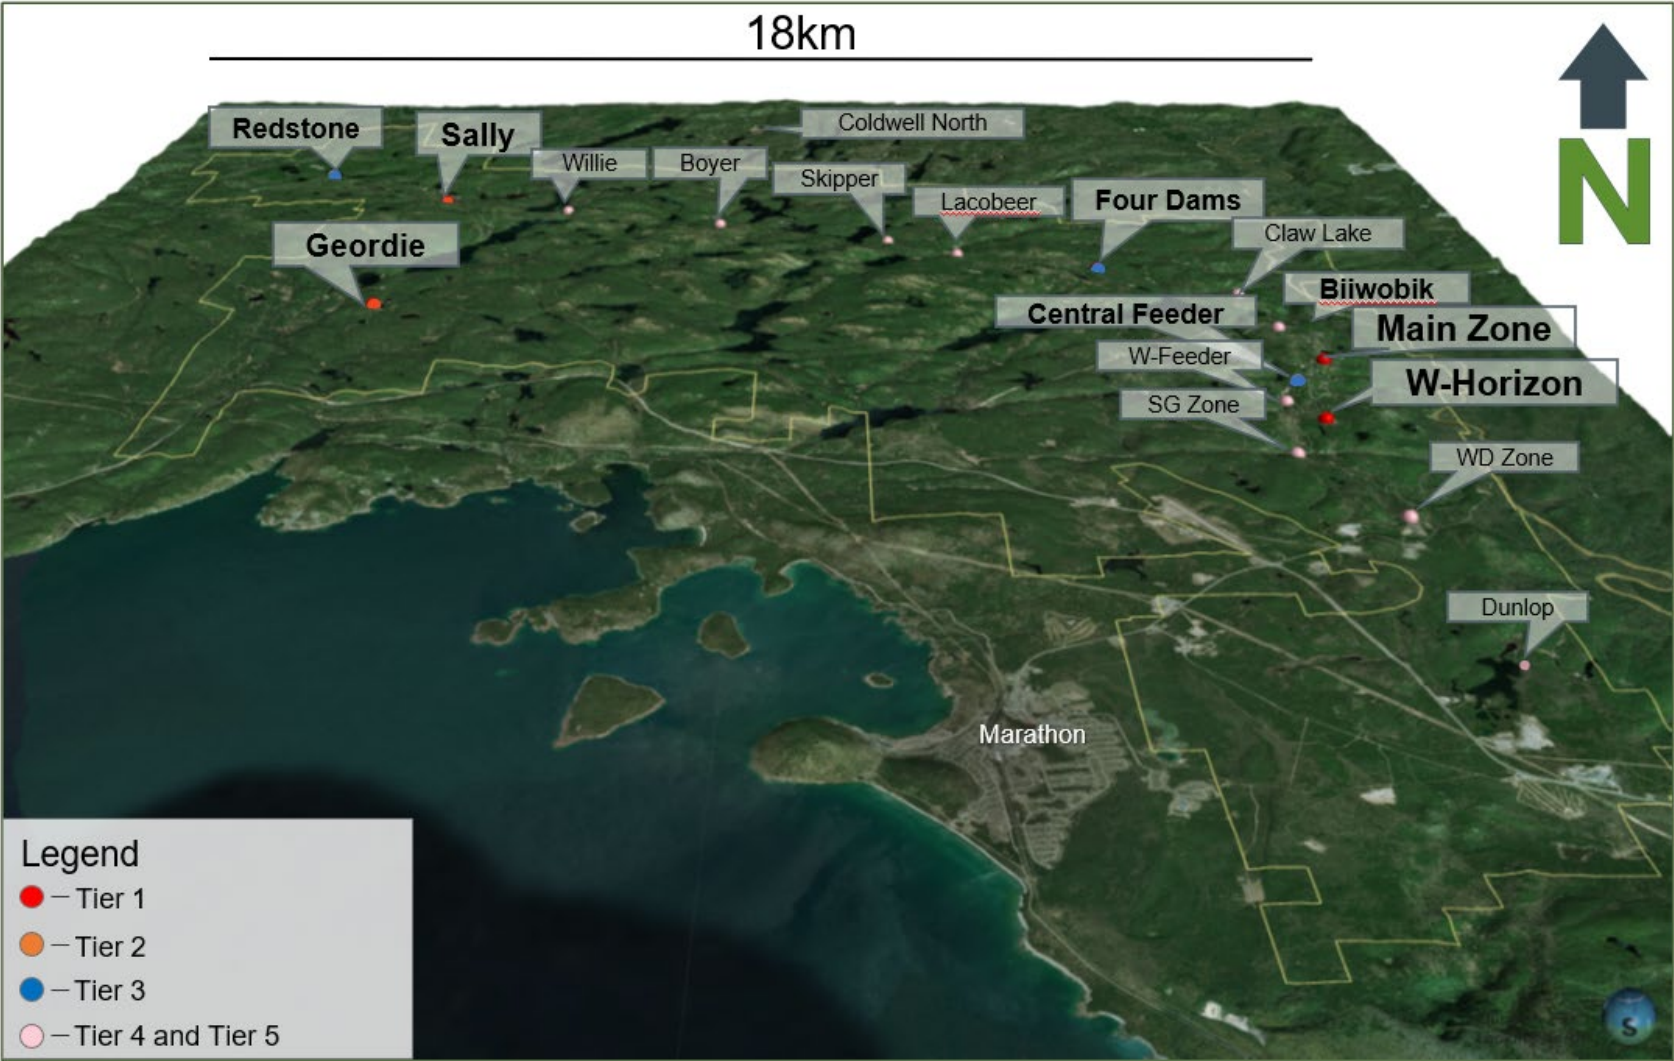 18km
N
Redstone
Sally
Coldwell North
Willie
Boyer
Skipper
Lacobeer
Four Dams
Claw Lake
Geordie
Biiwobik
Central Feeder
Main Zone
W-Feeder
W-Horizon
SG Zone
WD Zone
Dunlop
Marathon
Legend
– Tier 1
– Tier 2
– Tier 3
– Tier 4 and Tier 5
S